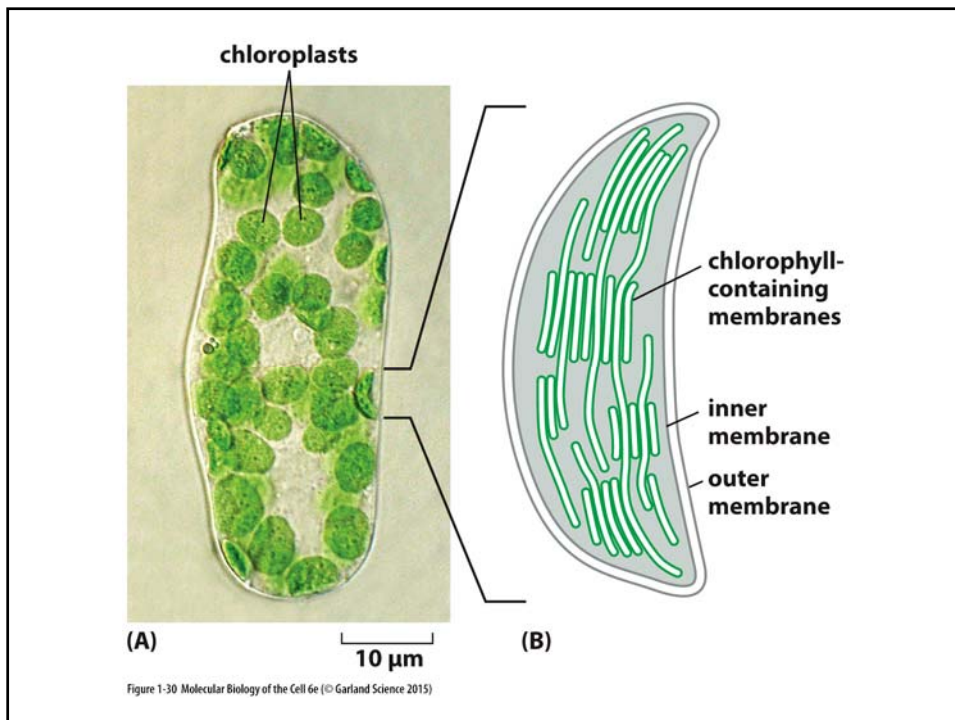 chloroplasts
chlorophyll-
containing
membranes
inner
membrane
outer
membrane
(A)
10 µm
(B)
Figure 1-30 Molecular Biology of the Cell 6e (© Garland Science 2015)